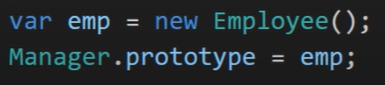 var emp = new Employee();
Manager.prototype = emp;